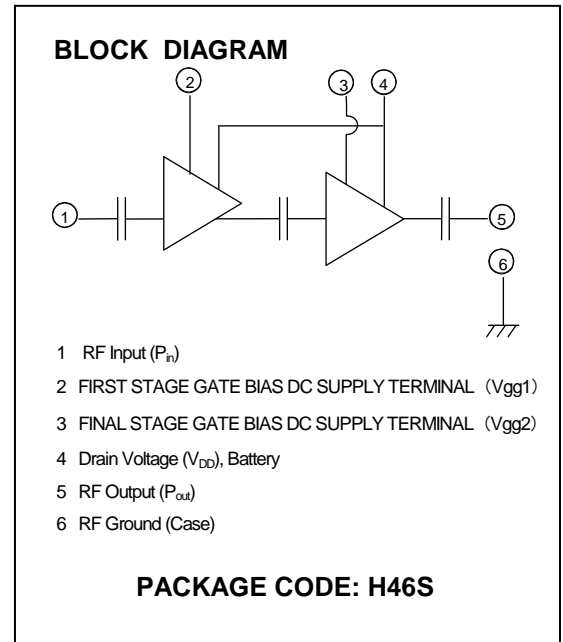 BLOCK DIAGRAM
2
3
4
1
5
6
1 RF Input (Pin)
2 FIRST STAGE GATE BIAS DC SUPPLY TERMINAL (Vgg1)
3 FINAL STAGE GATE BIAS DC SUPPLY TERMINAL (Vgg2)
4 Drain Voltage (VDD), Battery
5 RF Output (Pout)
6 RF Ground (Case)
PACKAGE CODE: H46S